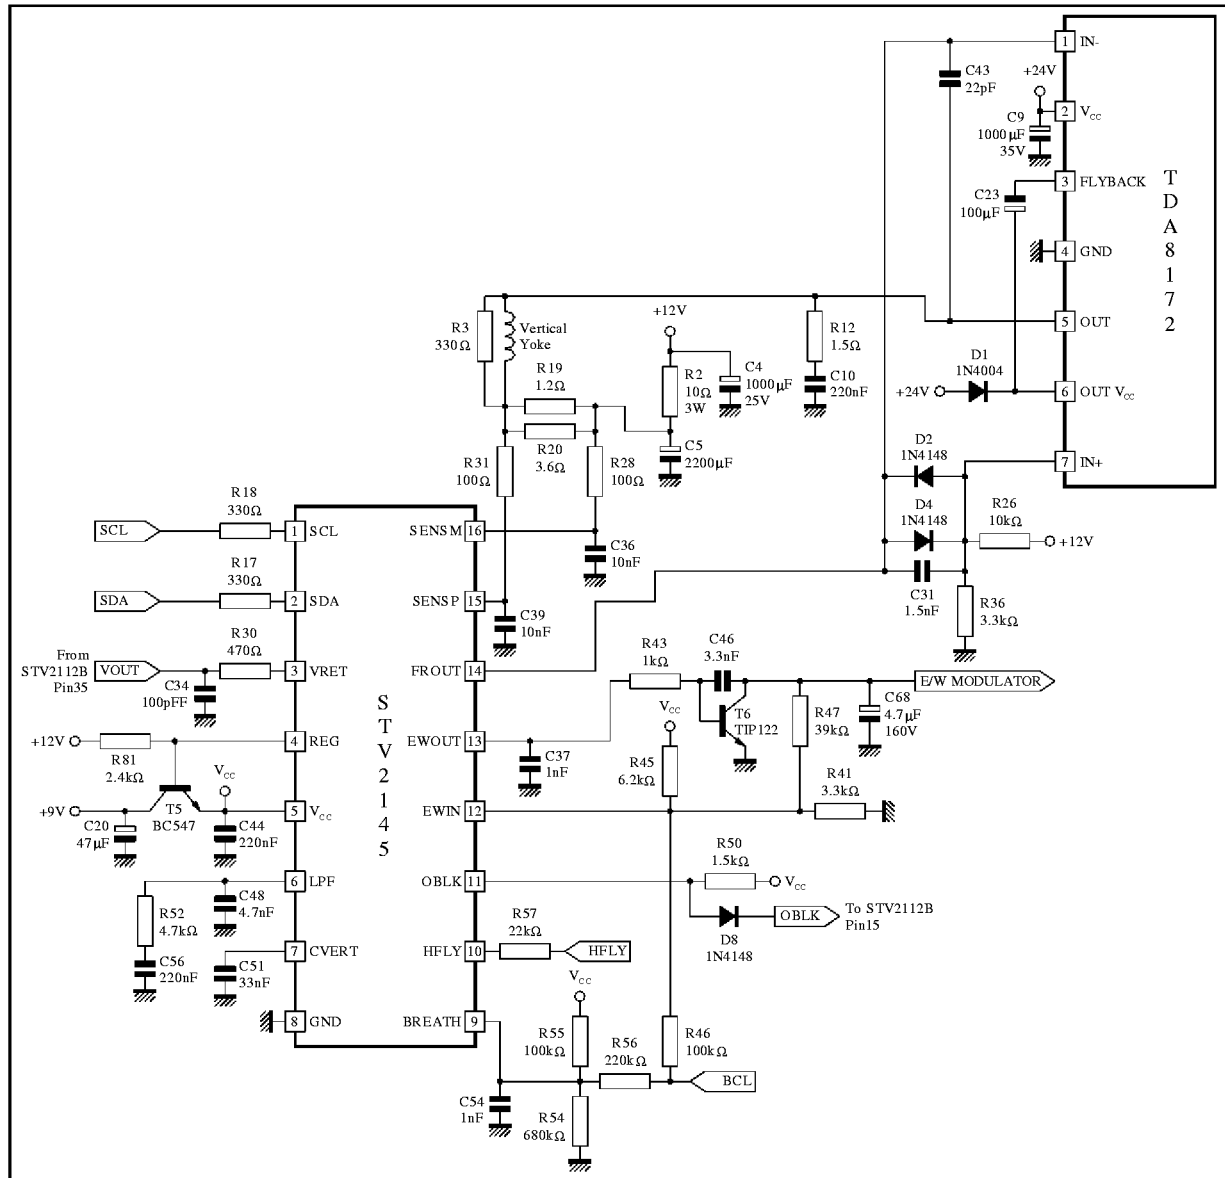 1 IN-
C43
22pF
+24V
2 VCC
C9
1000µF
35V
3 FLYBACK
C23
100µF
4 GND
TDA8172
5 OUT
D1
1N4004
+24V
6 OUT VCC
7 IN+
R3
330Ω
Vertical
Yoke
+12V
R12
1.5Ω
C10
220nF
R19
1.2Ω
R2
10Ω
3W
C4
1000µF
25V
R20
3.6Ω
C5
2200µF
R31
100Ω
R28
100Ω
D2
1N4148
D4
1N4148
R26
10kΩ
+12V
C31
1.5nF
R36
3.3kΩ
SCL
R18
330Ω
1 SCL
SENSM 16
C36
10nF
SDA
R17
330Ω
2 SDA
SENSP 15
C39
10nF
From
STV2112B
Pin35
VOUT
R30
470Ω
C34
100pFF
3 VRET
FROUT 14
STV2145
R43
1kΩ
C46
3.3nF
E/W MODULATOR
+12V
R81
2.4kΩ
4 REG
EWOUT 13
C37
1nF
VCC
R45
6.2kΩ
T6
TIP122
R47
39kΩ
C68
4.7µF
160V
R41
3.3kΩ
+9V
C20
47µF
T5
BC547
VCC
C44
220nF
5 VCC
EWIN 12
R50
1.5kΩ
VCC
6 LPF
OBLK 11
R52
4.7kΩ
C48
4.7nF
D8
1N4148
OBLK
To STV2112B
Pin15
R57
22kΩ
HFLY
7 CVERT
HFLY 10
C56
220nF
C51
33nF
VCC
8 GND
BREATH 9
R55
100kΩ
R56
220kΩ
R46
100kΩ
BCL
C54
1nF
R54
680kΩ